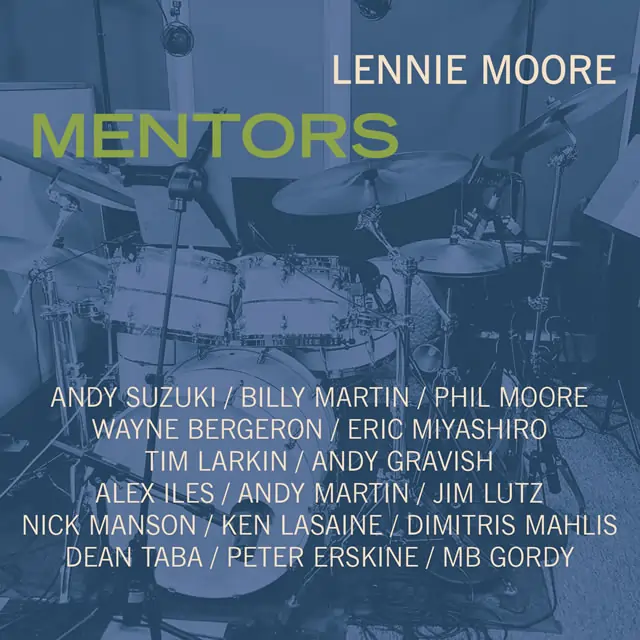 LENNIE MOORE
MENTORS
ANDY SUZUKI / BILLY MARTIN / PHIL MOORE
WAYNE BERGERON / ERIC MIYASHIRO
TIM LARKIN / ANDY GRAVISH
ALEX ILES / ANDY MARTIN / JIM LUTZ
NICK MANSON / KEN LASAINE / DIMITRIS MAHLIS
DEAN TABA / PETER ERSKINE / MB GORDY